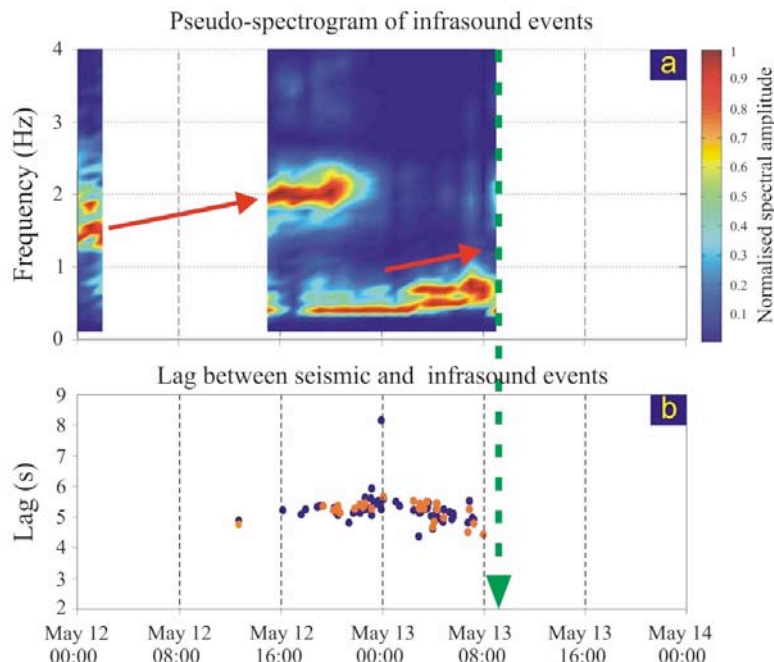 Pseudo-spectrogram of infrasound events
a
4
3
2
1
0
Frequency (Hz)
1
0.9
0.8
0.7
0.6
0.5
0.4
0.3
0.2
0.1
Normalised spectral amplitude
Lag between seismic and infrasound events
b
9
8
7
6
5
4
3
2
Lag (s)
May 12 May 12 May 12 May 13 May 13 May 13 May 14
00:00 08:00 16:00 00:00 08:00 16:00 00:00